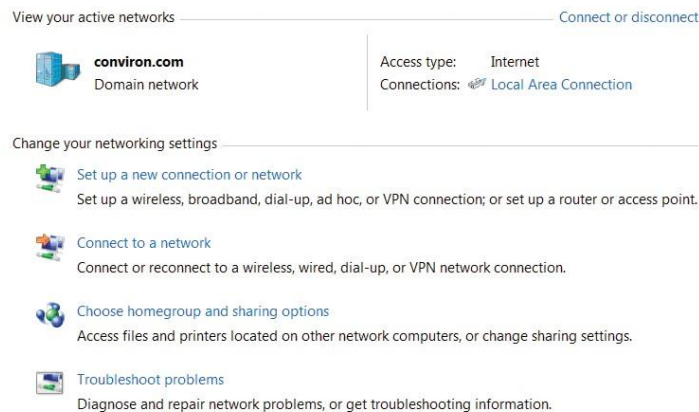 View your active networks Connect or disconnect
conviron.com Access type: Internet
Domain network Connections: Local Area Connection
Change your networking settings
Set up a new connection or network
Set up a wireless, broadband, dial-up, ad hoc, or VPN connection; or set up a router or access point.
Connect to a network
Connect or reconnect to a wireless, wired, dial-up, or VPN network connection.
Choose homegroup and sharing options
Access files and printers located on other network computers, or change sharing settings.
Troubleshoot problems
Diagnose and repair network problems, or get troubleshooting information.